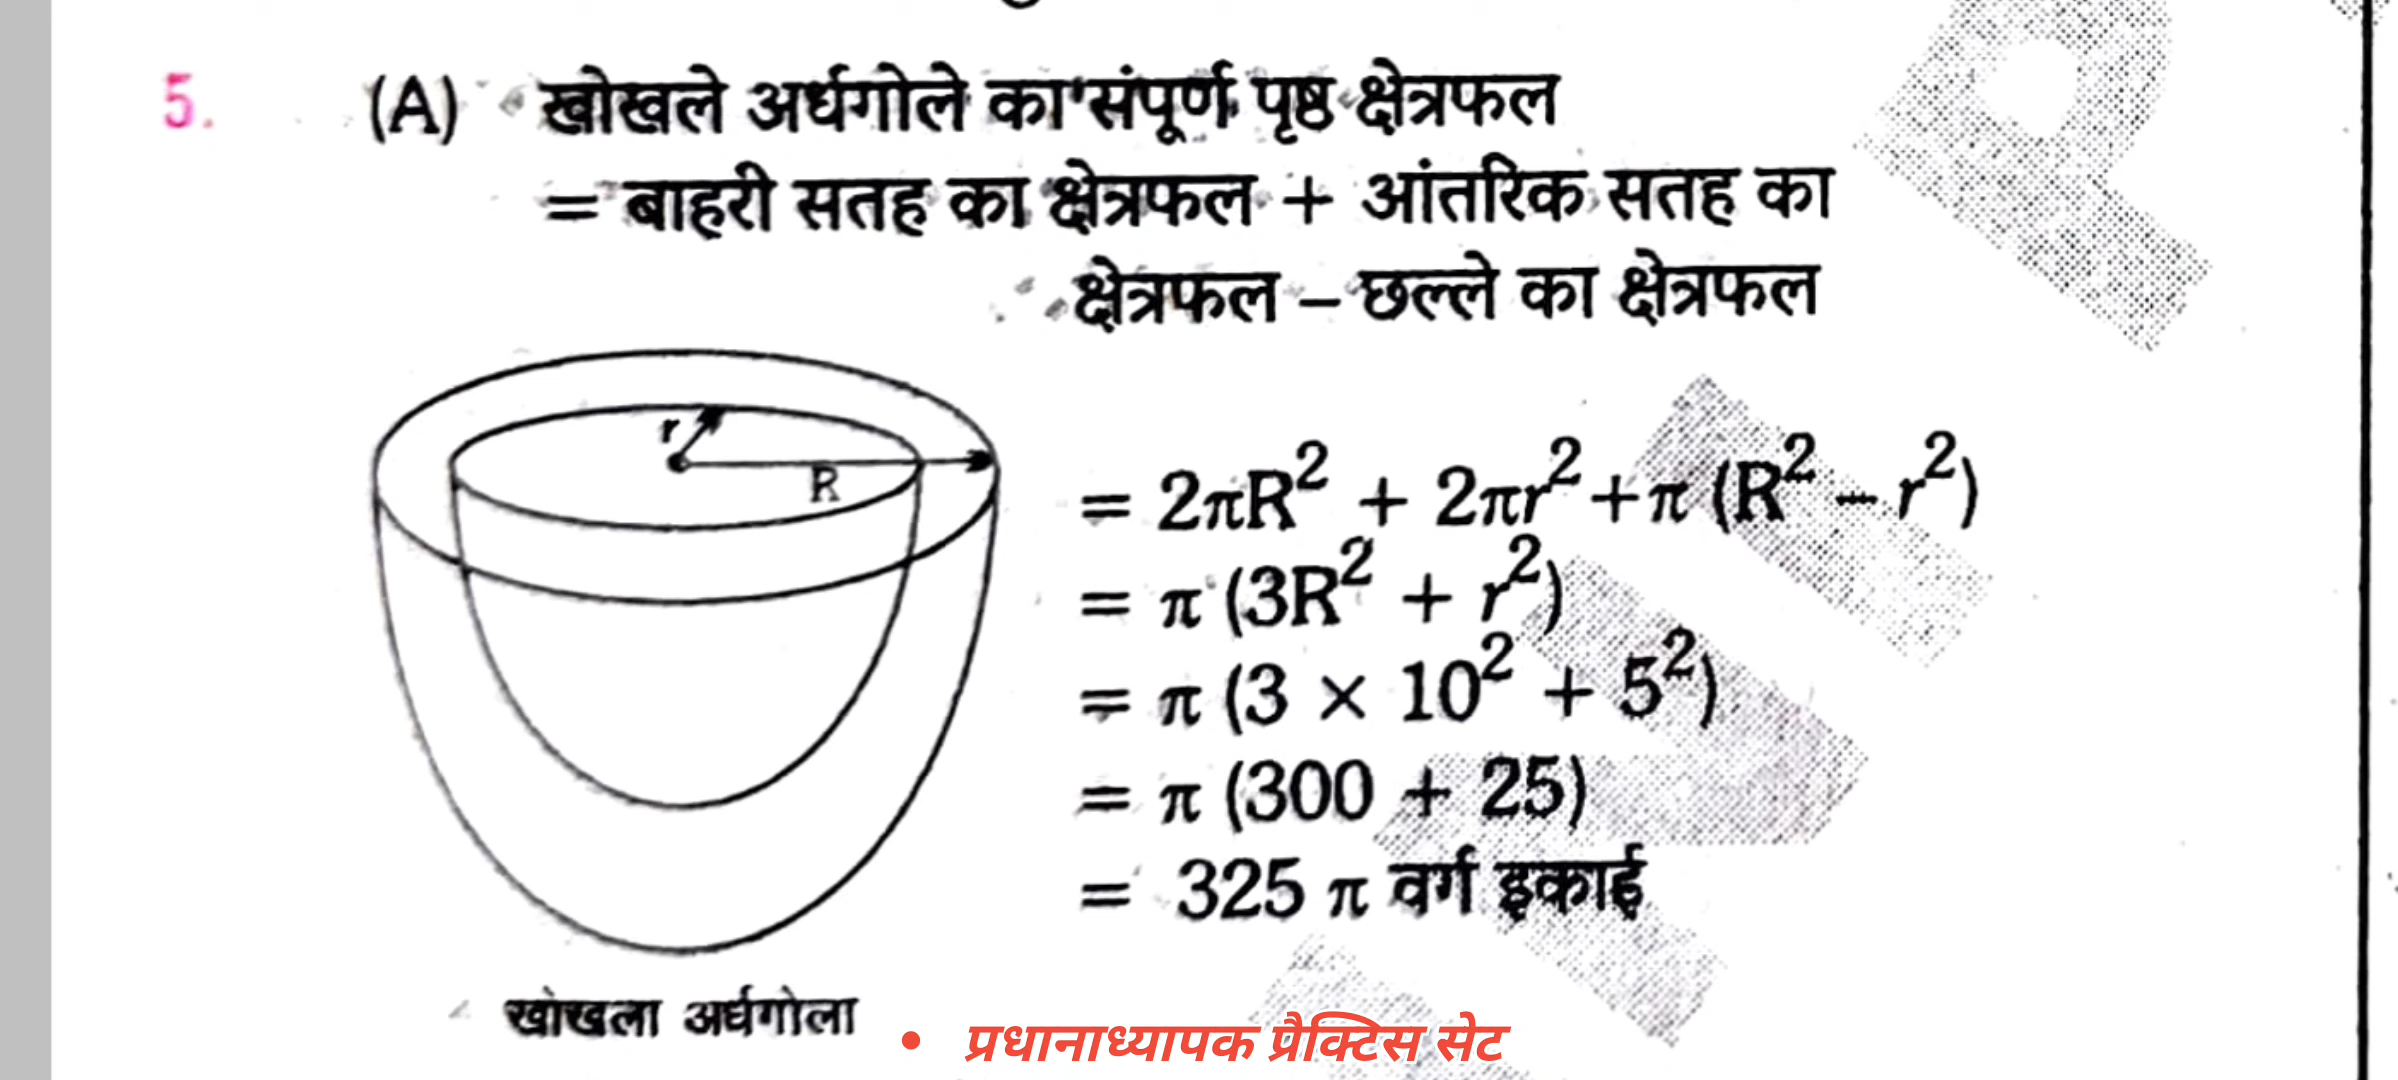 5. (A) खोखले अर्धगोले का संपूर्ण पृष्ठ क्षेत्रफल
= बाहरी सतह का क्षेत्रफल + आंतरिक सतह का
क्षेत्रफल – छल्ले का क्षेत्रफल
r
R
= 2πR² + 2πr² + π (R² – r²)
= π (3R² + r²)
= π (3 × 10² + 5²)
= π (300 + 25)
= 325 π वर्ग इकाई
खोखला अर्धगोला
• प्रधानाध्यापक प्रैक्टिस सेट